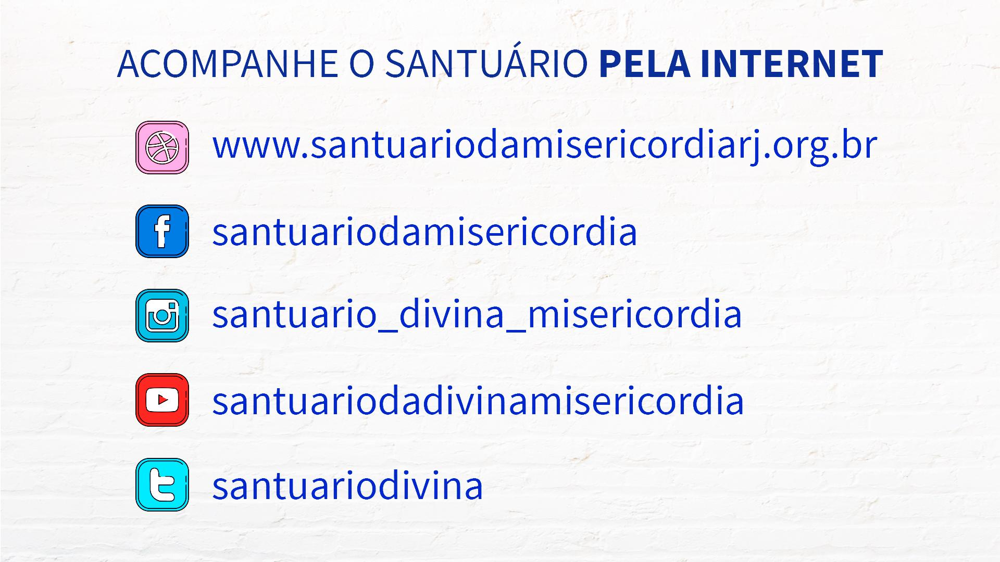 ACOMPANHE O SANTUÁRIO PELA INTERNET
www.santuariodamisericordiarj.org.br
santuariodamisericordia
santuario_divina_misericordia
santuariodadivinamisericordia
santuariodivina